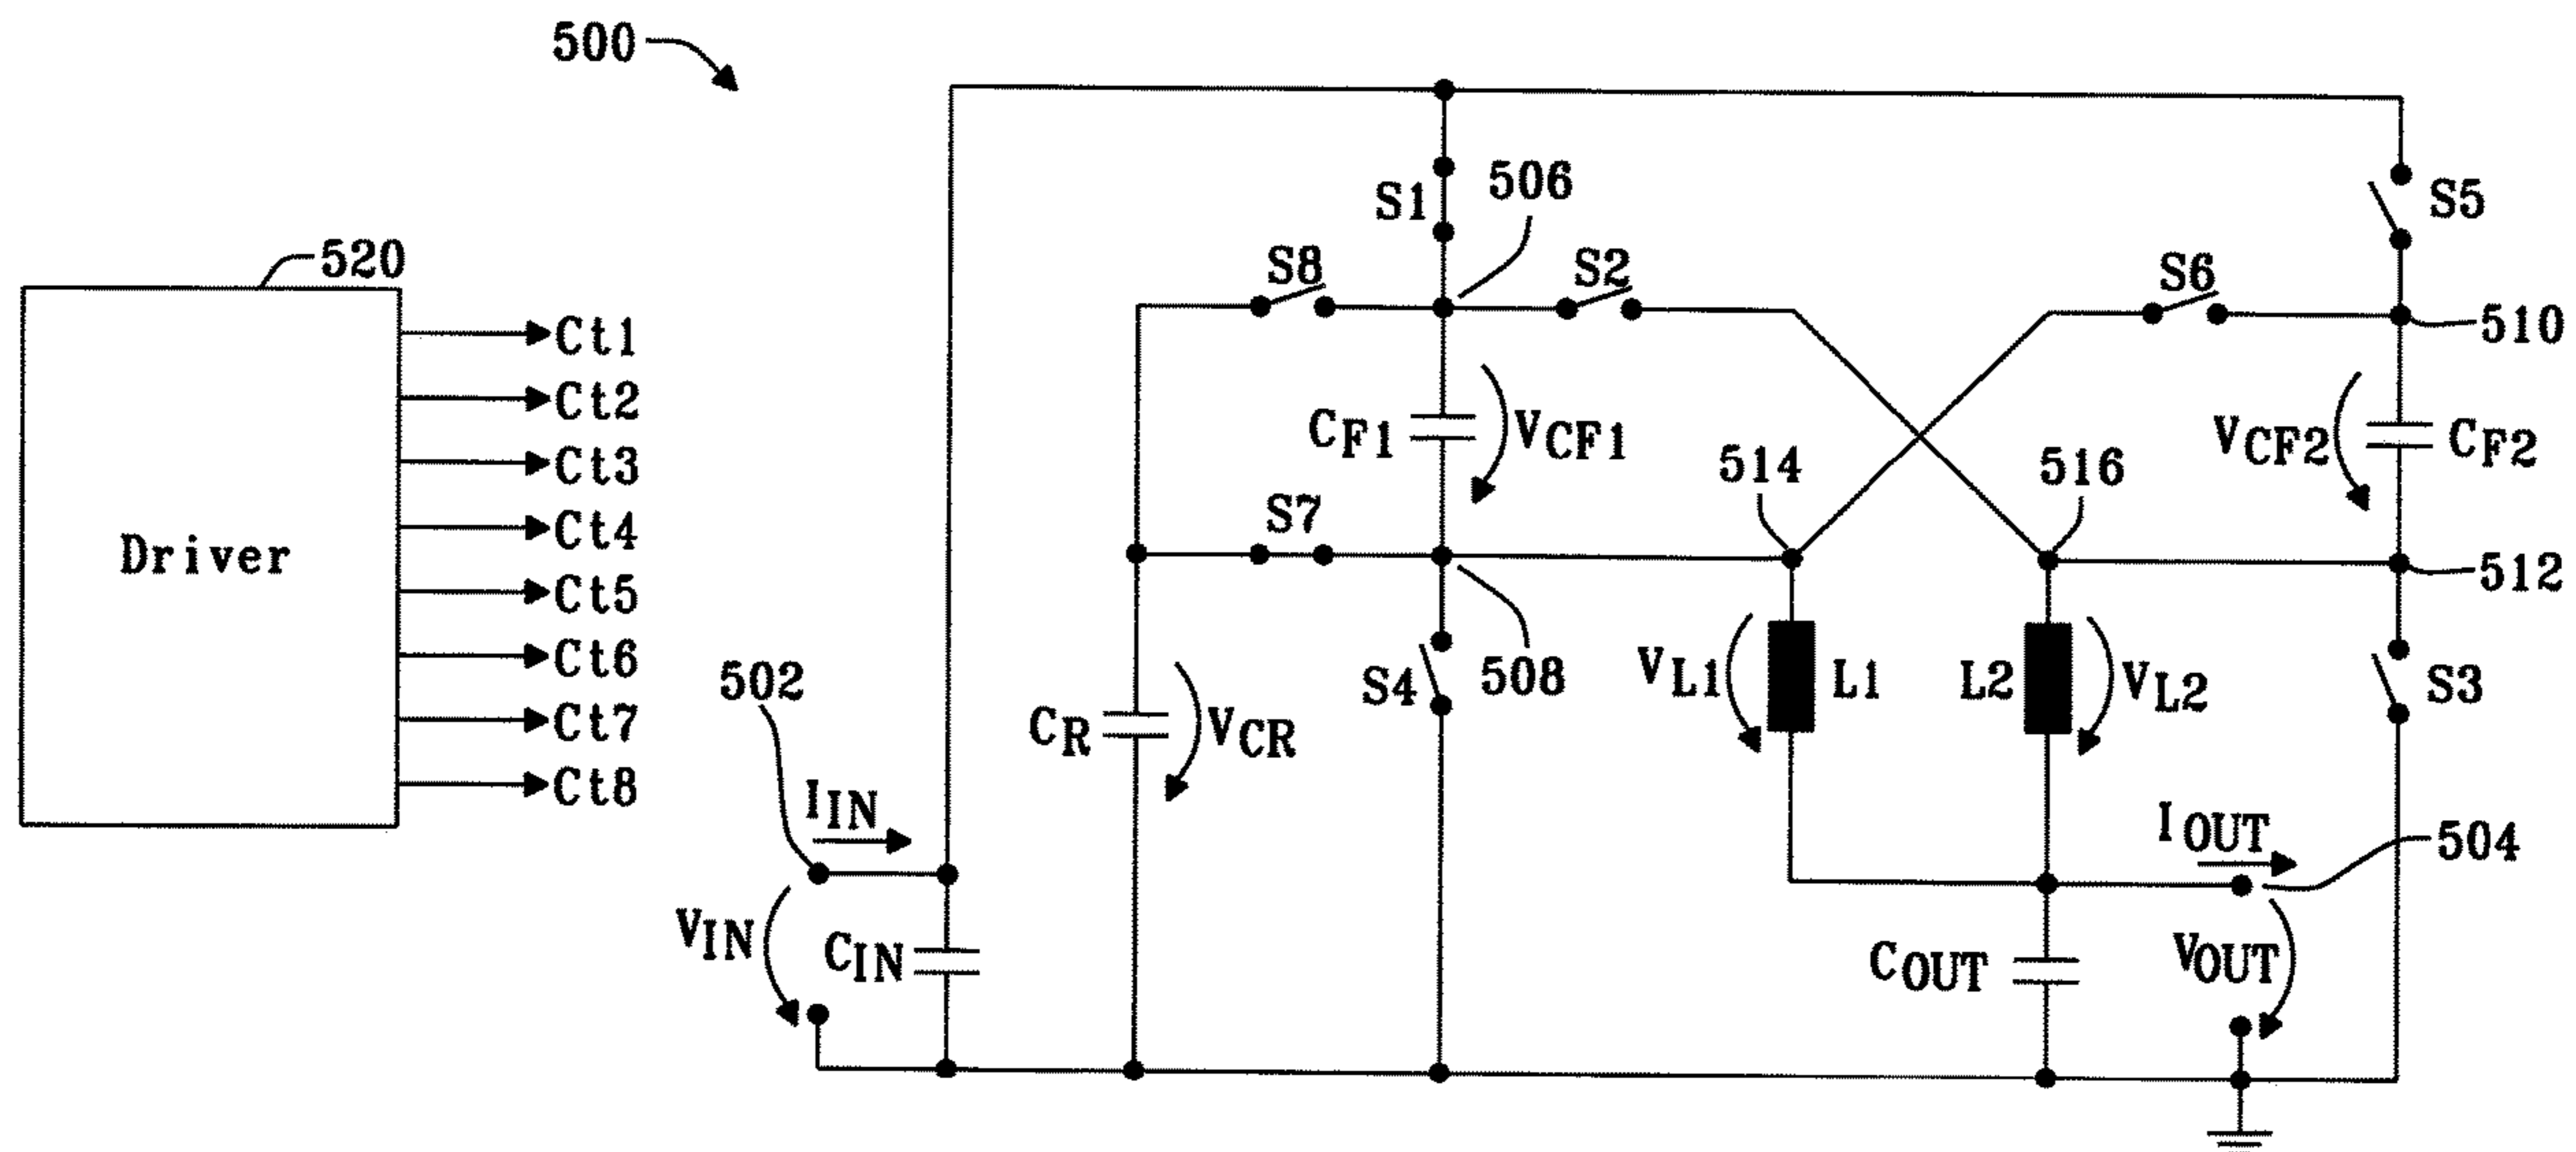 500
520
Driver
Ct1
Ct2
Ct3
Ct4
Ct5
Ct6
Ct7
Ct8
502
IIN
VIN
CIN
S1
506
S8
S2
S6
S5
510
CF1
VCF1
VCF2
CF2
514
516
S7
512
508
S4
VL1
L1
L2
VL2
S3
CR
VCR
IOUT
504
COUT
VOUT